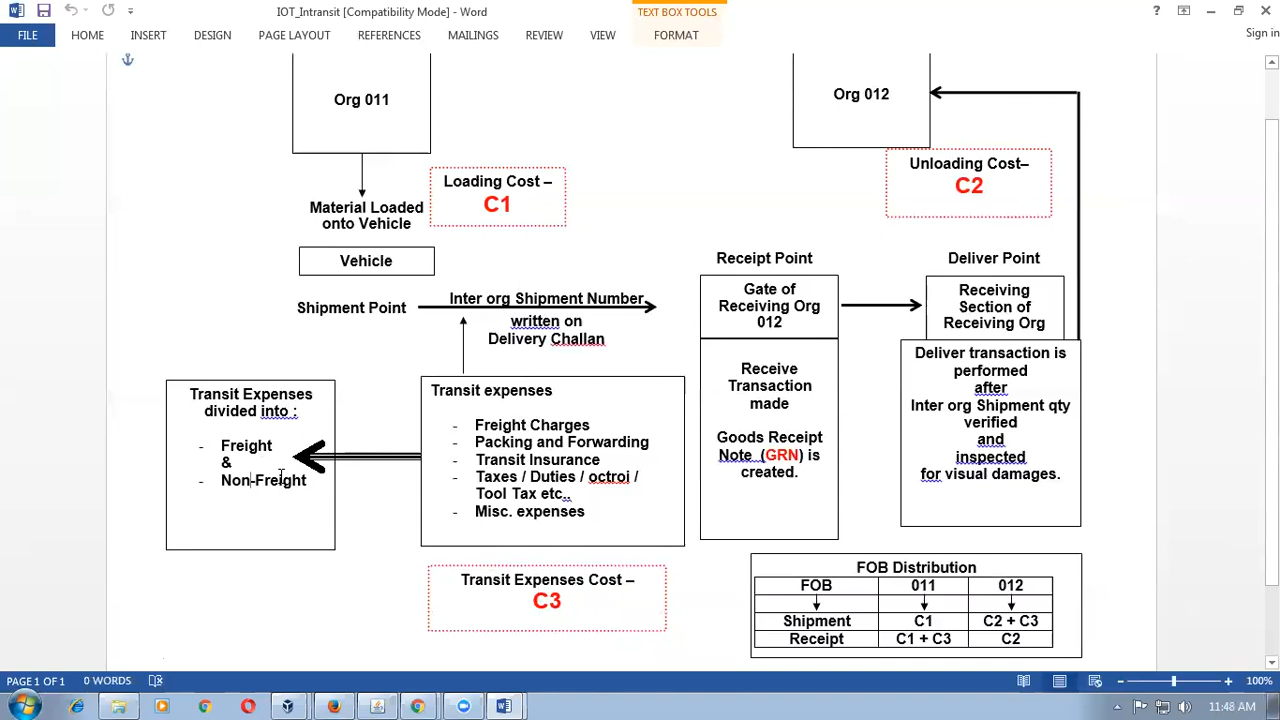 IOT_Intransit [Compatibility Mode] - Word
TEXT BOX TOOLS
?
FILE
HOME
INSERT
DESIGN
PAGE LAYOUT
REFERENCES
MAILINGS
REVIEW
VIEW
FORMAT
Sign in
Org 011
Org 012
Loading Cost –
C1
Unloading Cost–
C2
Material Loaded
onto Vehicle
Vehicle
Shipment Point
Inter org Shipment Number
written on
Delivery Challan
Receipt Point
Gate of
Receiving Org
012
Deliver Point
Receiving
Section of
Receiving Org
Receive
Transaction
made
Goods Receipt
Note (GRN) is
created.
Deliver transaction is
performed
after
Inter org Shipment qty
verified
and
inspected
for visual damages.
Transit Expenses
divided into :
- Freight
&
- Non-Freight
Transit expenses
- Freight Charges
- Packing and Forwarding
- Transit Insurance
- Taxes / Duties / octroi /
Tool Tax etc..
- Misc. expenses
Transit Expenses Cost –
C3
FOB Distribution
FOB 011 012
Shipment C1 C2 + C3
Receipt C1 + C3 C2
PAGE 1 OF 1
0 WORDS
100%
11:48 AM